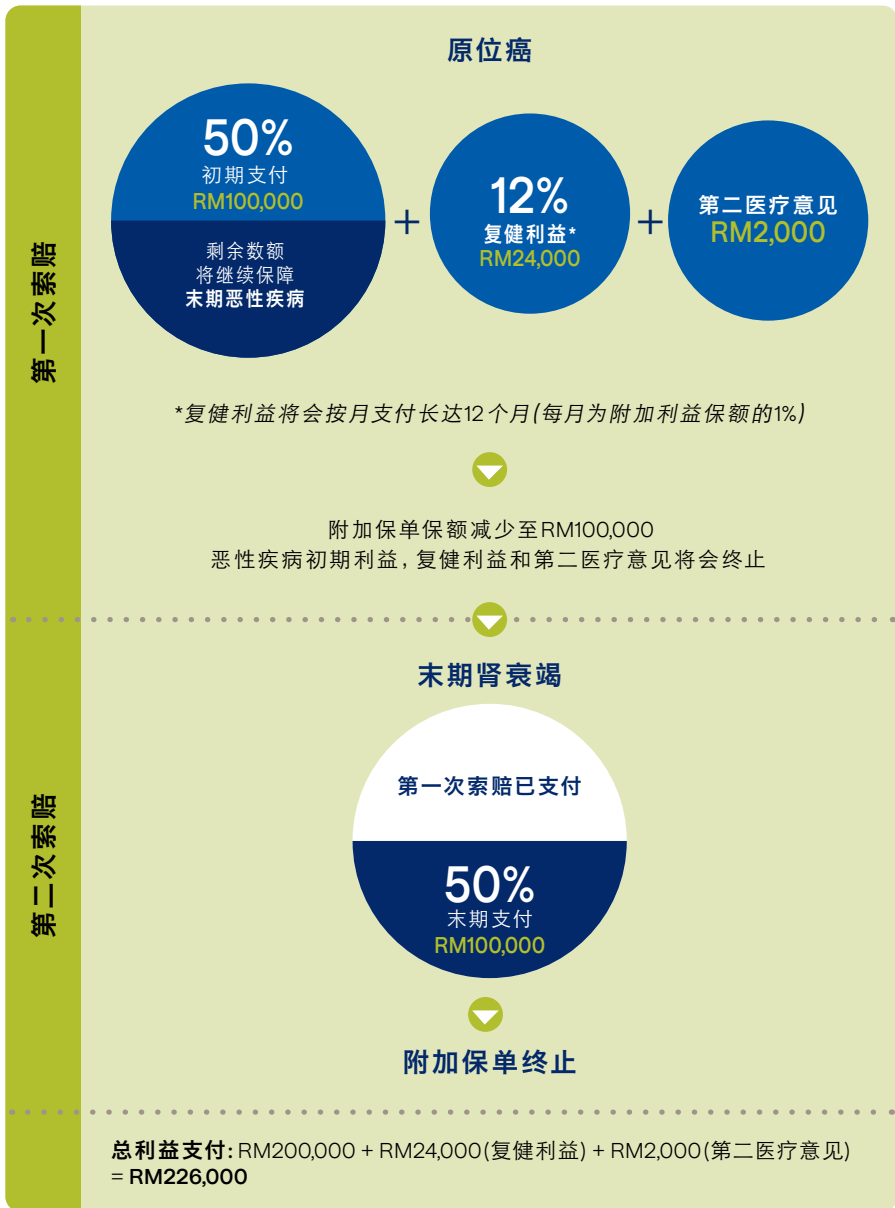 第一次索赔
原位癌
50%
初期支付
RM100,000
剩余数额
将继续保障
末期恶性疾病
+
12%
复健利益*
RM24,000
+
第二医疗意见
RM2,000
*复健利益将会按月支付长达12个月(每月为附加利益保额的1%)
附加保单保额减少至RM100,000
恶性疾病初期利益, 复健利益和第二医疗意见将会终止
第二次索赔
末期肾衰竭
第一次索赔已支付
50%
末期支付
RM100,000
附加保单终止
总利益支付: RM200,000 + RM24,000(复健利益) + RM2,000(第二医疗意见)
= RM226,000